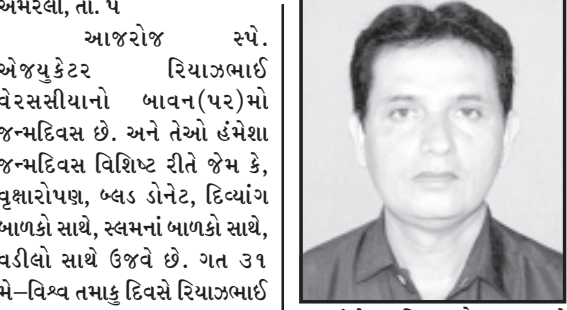 અમરેલી, તા. ૫
આજરોજ સ્પે.
એજયુકેટર રિયાઝભાઈ
વેરસસીયાનો બાવન(૫૨)મો
જન્મદિવસ છે. અને તેઓ હંમેશા
જન્મદિવસ વિશિષ્ટ રીતે જેમ કે,
વૃક્ષારોપણ, બ્લડ ડોનેટ, દિવ્યાંગ
બાળકો સાથે, સ્લમનાં બાળકો સાથે,
વડીલો સાથે ઉજવે છે. ગત ૩૧
મે–વિશ્વ તમાકુ દિવસે રિયાઝભાઈ